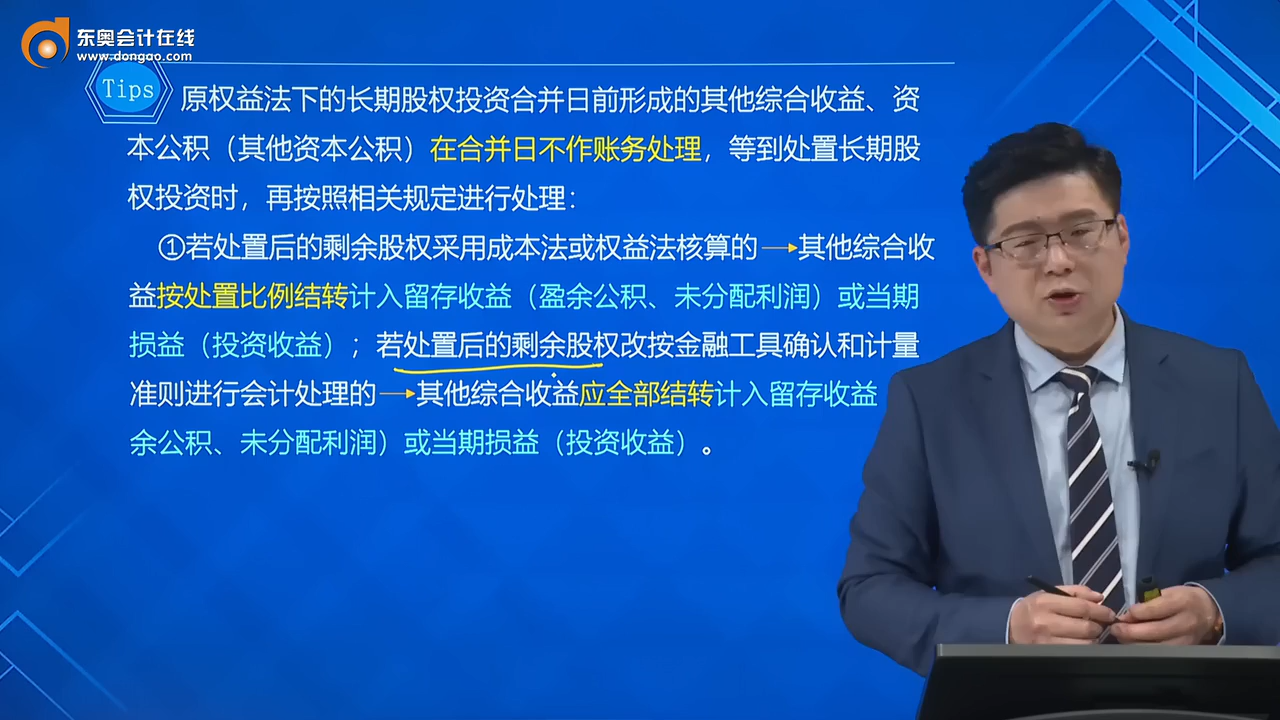 东奥会计在线
www.dongao.com
Tips
原权益法下的长期股权投资合并日前形成的其他综合收益、资
本公积（其他资本公积）在合并日不作账务处理，等到处置长期股
权投资时，再按照相关规定进行处理：
①若处置后的剩余股权采用成本法或权益法核算的→其他综合收
益按处置比例结转计入留存收益（盈余公积、未分配利润）或当期
损益（投资收益）；若处置后的剩余股权改按金融工具确认和计量
准则进行会计处理的→其他综合收益应全部结转计入留存收益
余公积、未分配利润）或当期损益（投资收益）。